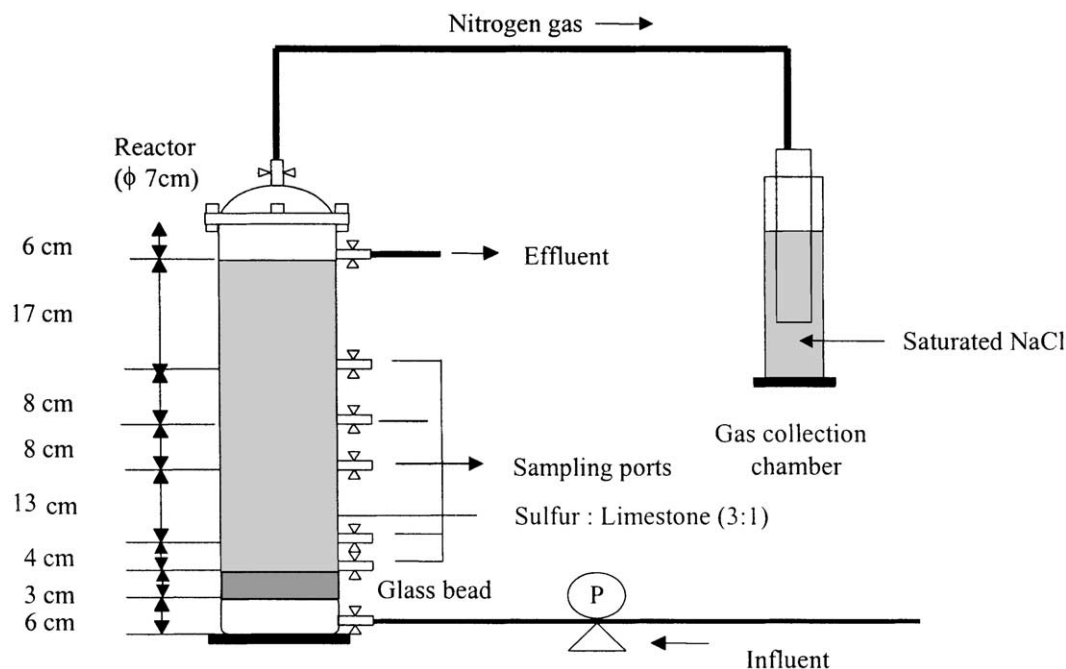 Nitrogen gas
Reactor
(ϕ 7cm)
6 cm
Effluent
17 cm
Saturated NaCl
8 cm
Gas collection
chamber
8 cm
Sampling ports
13 cm
Sulfur : Limestone (3:1)
4 cm
Glass bead
3 cm
P
6 cm
Influent